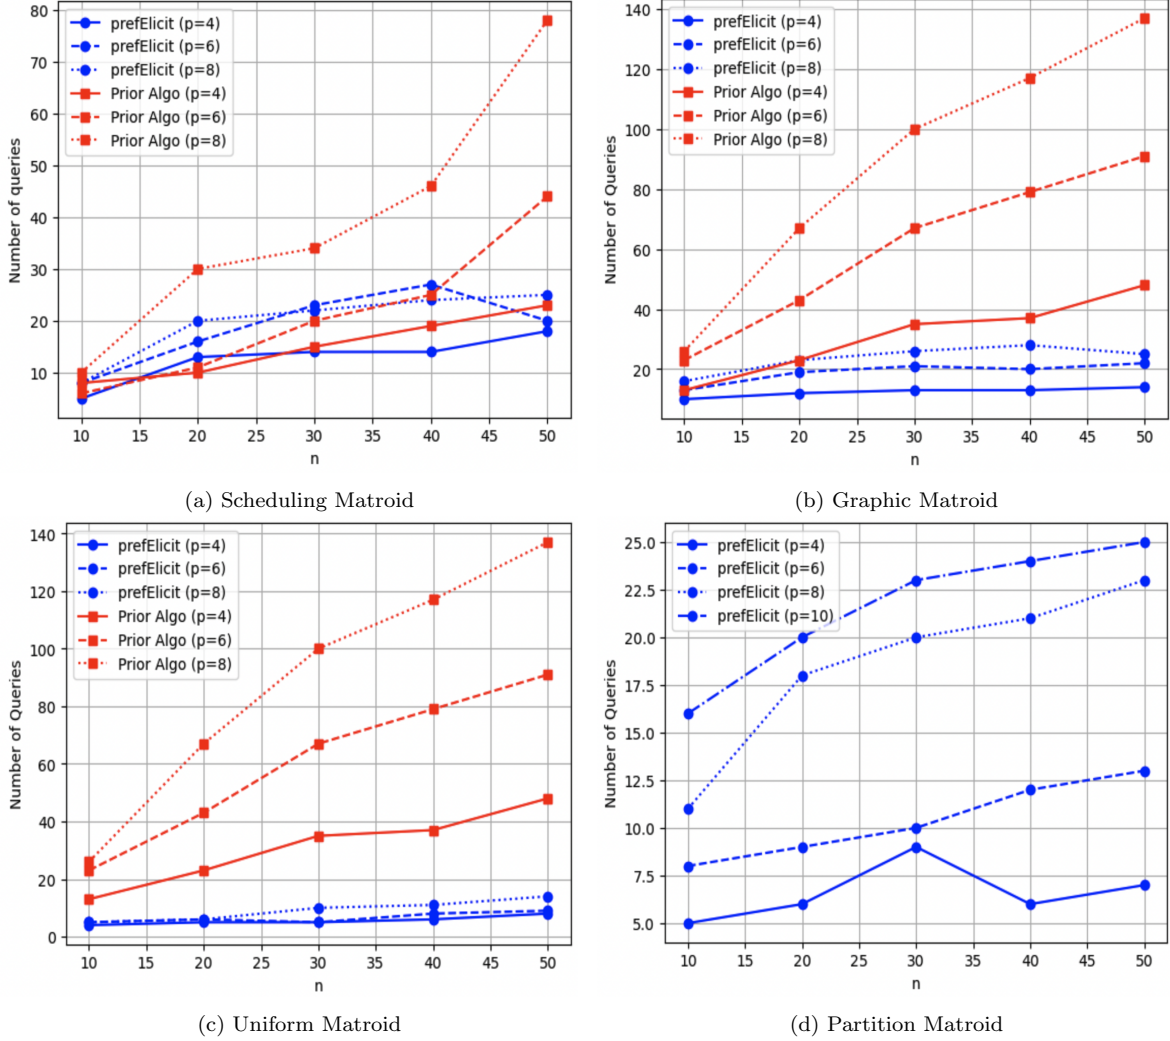 80
70
60
50
40
30
20
10
Number of queries
prefElicit (p=4)
prefElicit (p=6)
prefElicit (p=8)
Prior Algo (p=4)
Prior Algo (p=6)
Prior Algo (p=8)
10 15 20 25 30 35 40 45 50
n
(a) Scheduling Matroid
140
120
100
80
60
40
20
Number of Queries
prefElicit (p=4)
prefElicit (p=6)
prefElicit (p=8)
Prior Algo (p=4)
Prior Algo (p=6)
Prior Algo (p=8)
10 15 20 25 30 35 40 45 50
n
(b) Graphic Matroid
140
120
100
80
60
40
20
0
Number of Queries
prefElicit (p=4)
prefElicit (p=6)
prefElicit (p=8)
Prior Algo (p=4)
Prior Algo (p=6)
Prior Algo (p=8)
10 15 20 25 30 35 40 45 50
n
(c) Uniform Matroid
25.0
22.5
20.0
17.5
15.0
12.5
10.0
7.5
5.0
Number of Queries
prefElicit (p=4)
prefElicit (p=6)
prefElicit (p=8)
prefElicit (p=10)
10 15 20 25 30 35 40 45 50
n
(d) Partition Matroid